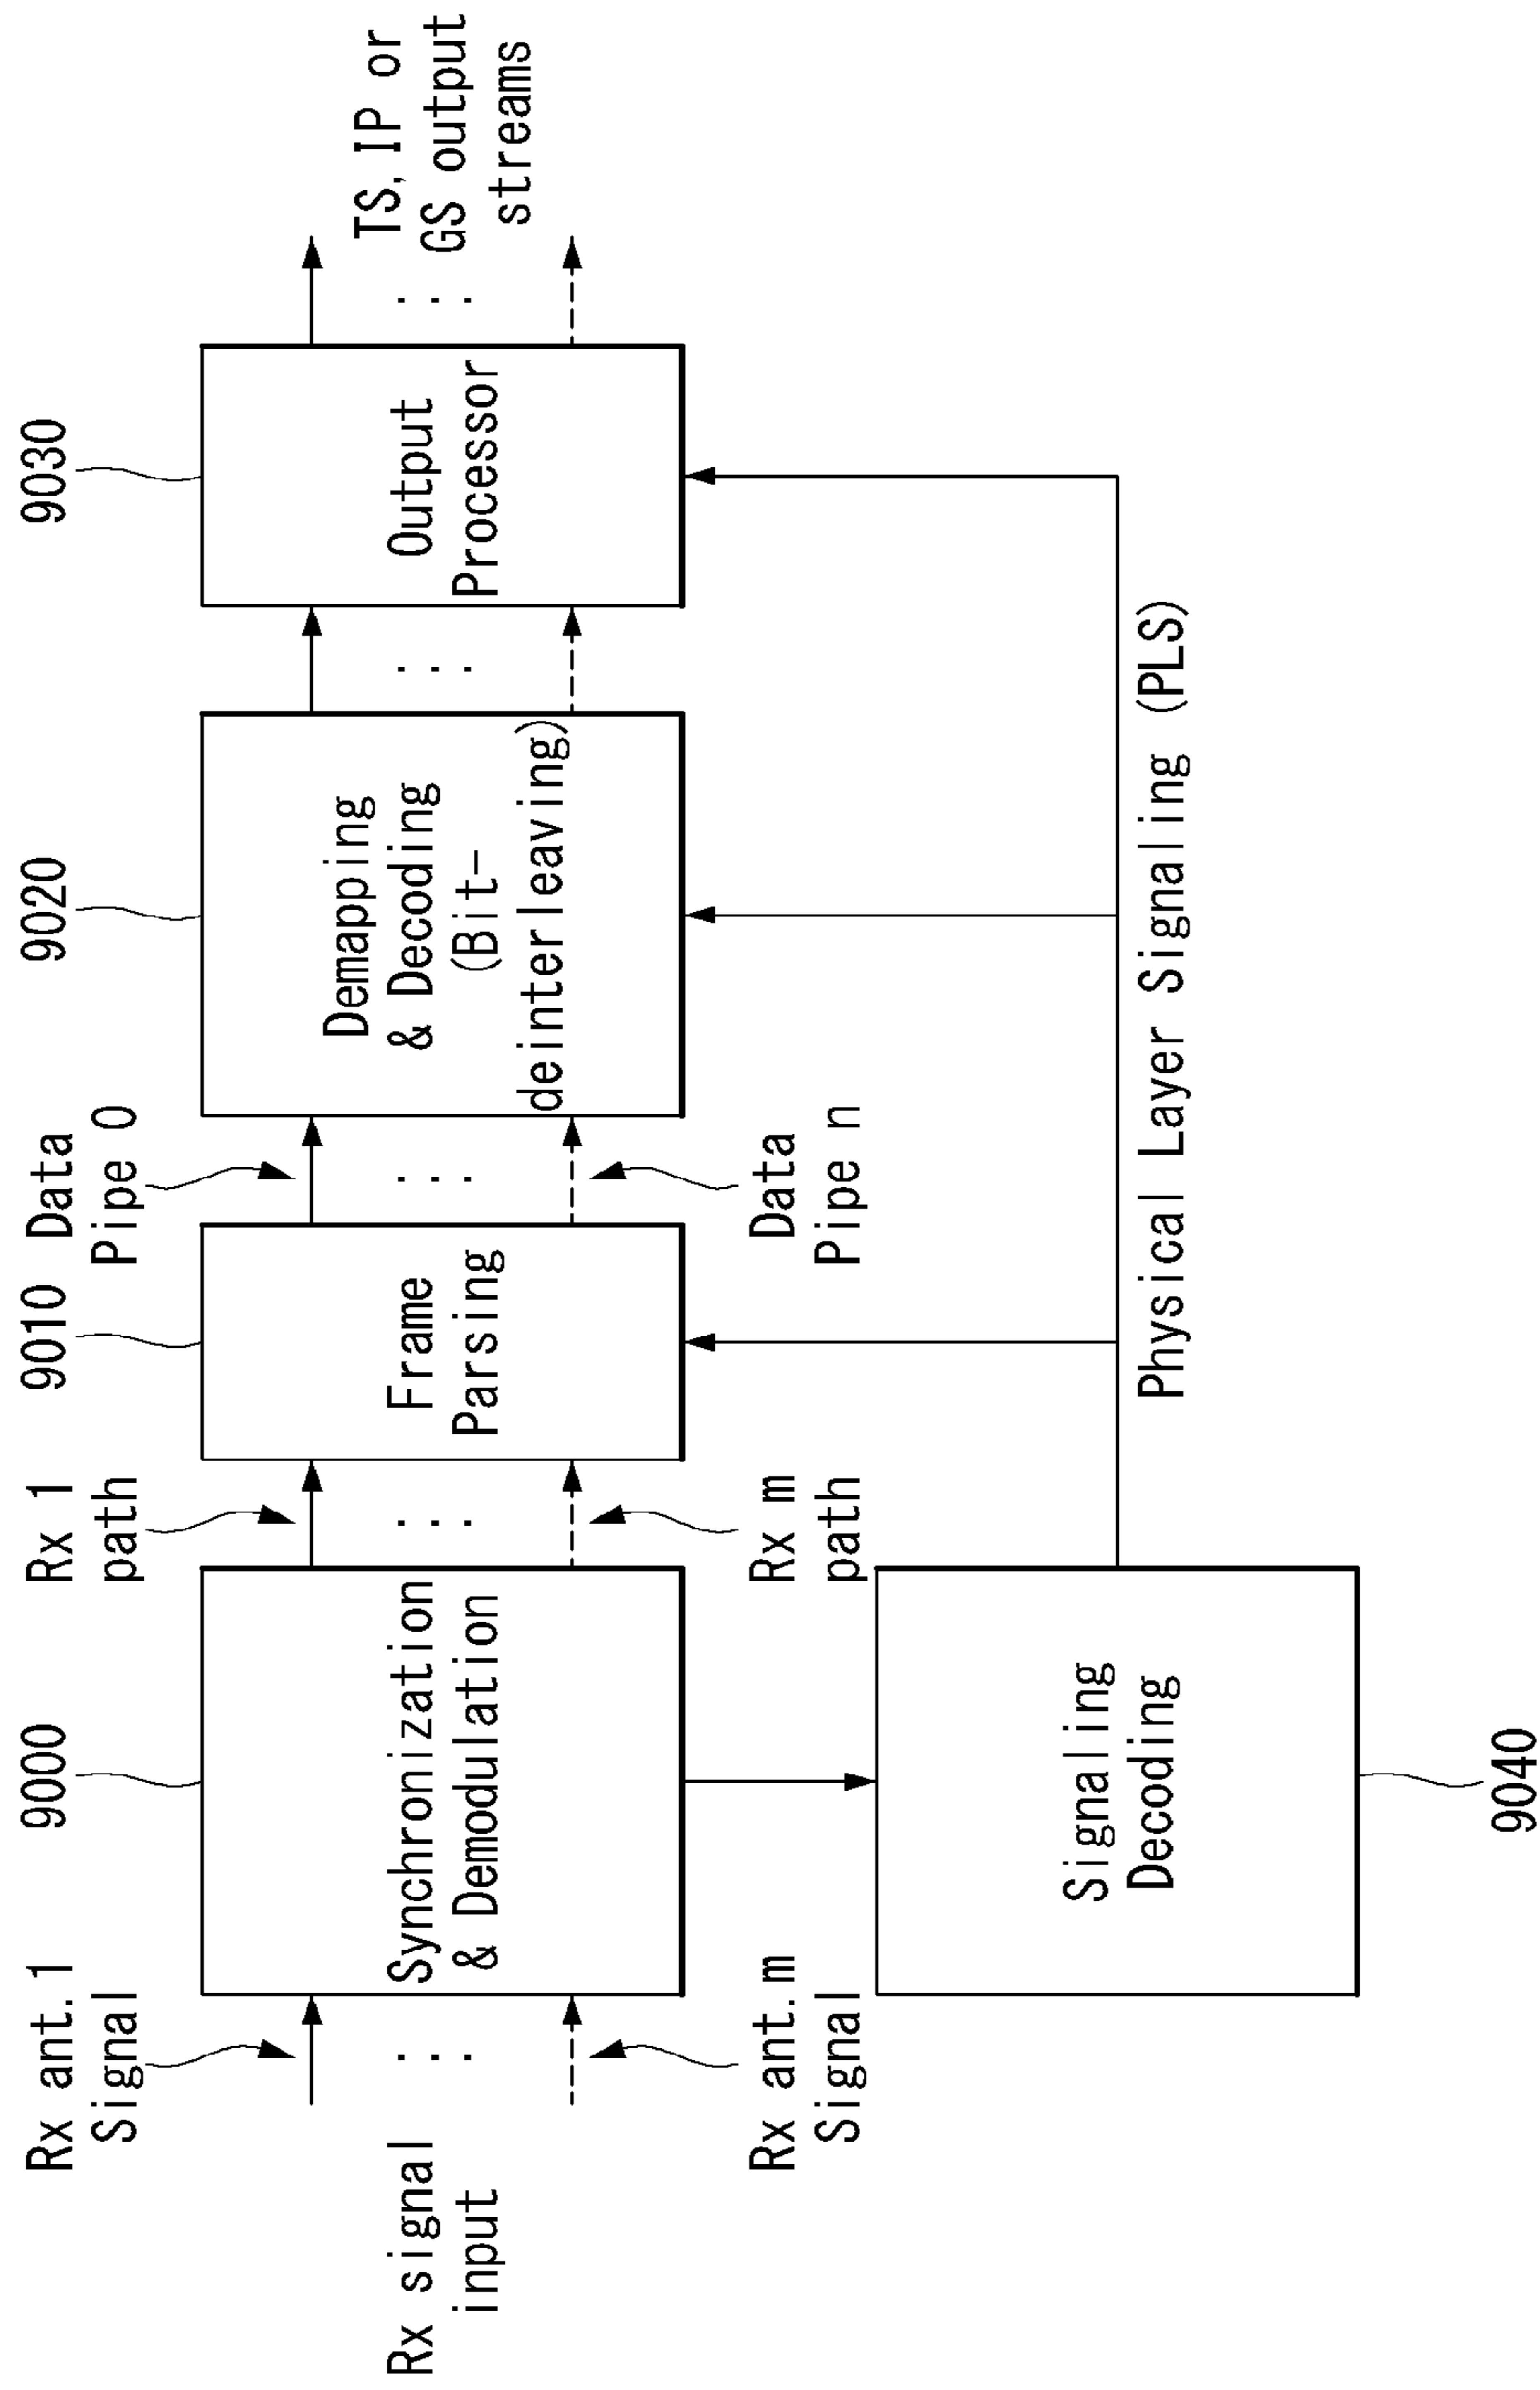 Rx signal
input
Rx ant.1
Signal
Rx ant.m
Signal
9000
Synchronization
& Demodulation
Rx 1
path
Rx m
path
9010
Frame
Parsing
Data
Pipe 0
Data
Pipe n
9020
Demapping
& Decoding
(Bit-
deinterleaving)
9030
Output
Processor
TS, IP or
GS output
streams
Signaling
Decoding
9040
Physical Layer Signaling (PLS)